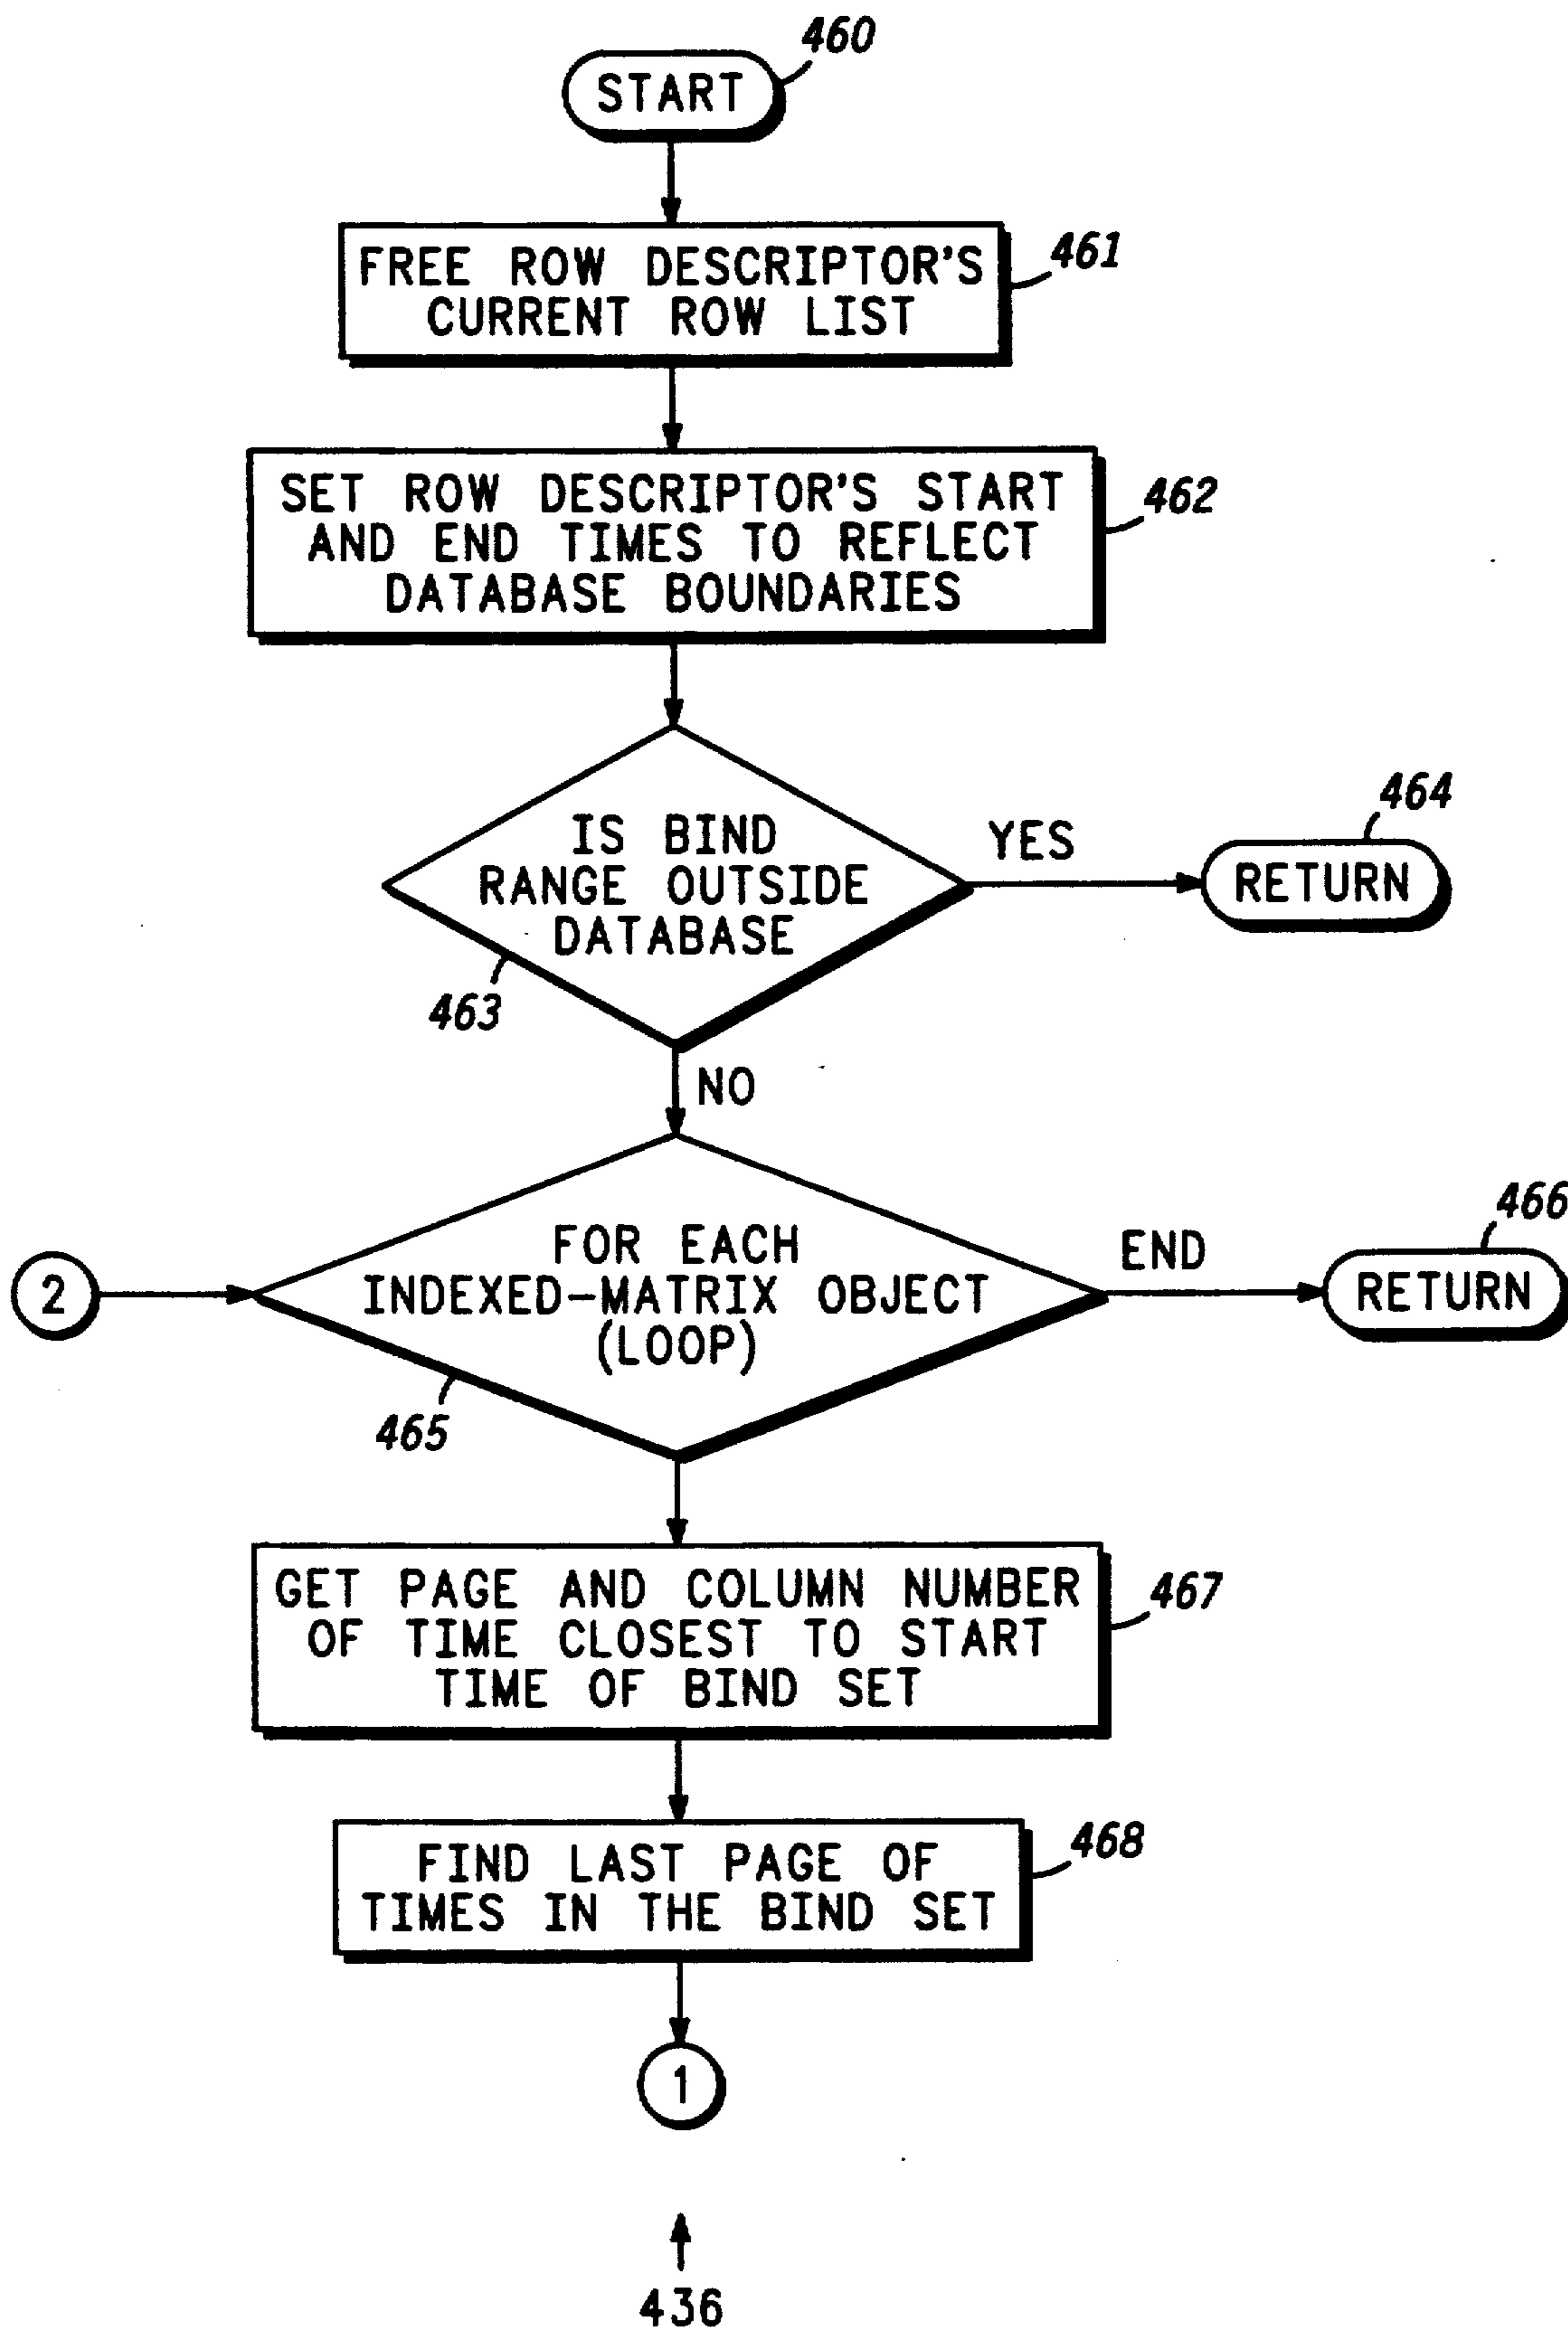 460
START
FREE ROW DESCRIPTOR'S
CURRENT ROW LIST
461
SET ROW DESCRIPTOR'S START
AND END TIMES TO REFLECT
DATABASE BOUNDARIES
462
IS BIND
RANGE OUTSIDE
DATABASE
463
YES
464
RETURN
NO
2
FOR EACH
INDEXED-MATRIX OBJECT
(LOOP)
465
END
466
RETURN
GET PAGE AND COLUMN NUMBER
OF TIME CLOSEST TO START
TIME OF BIND SET
467
FIND LAST PAGE OF
TIMES IN THE BIND SET
468
1
436